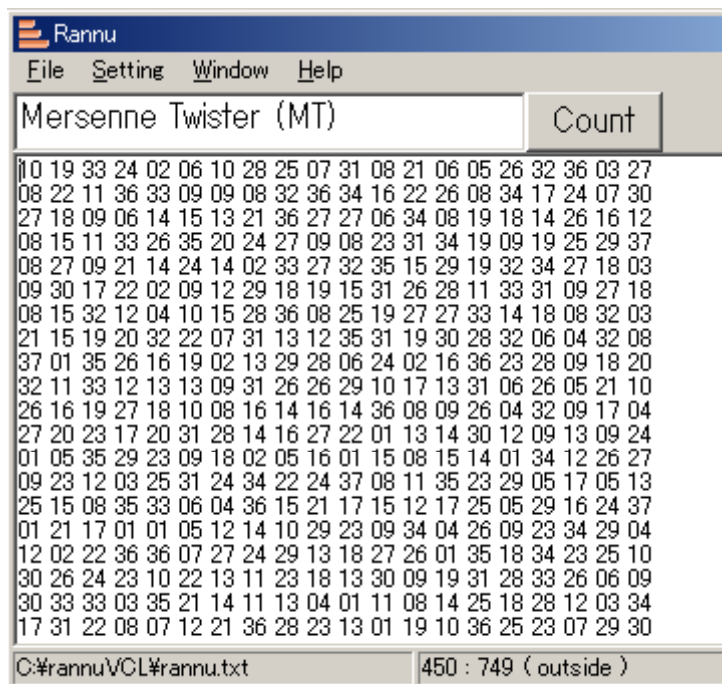 Rannu
File Setting Window Help
Mersenne Twister (MT) Count
10 19 33 24 02 06 10 28 25 07 31 08 21 06 05 26 32 36 03 27
08 22 11 36 33 09 09 08 32 36 34 16 22 26 08 34 17 24 07 30
27 18 09 06 14 15 13 21 36 27 27 06 34 08 19 18 14 26 16 12
08 15 11 33 26 35 20 24 27 09 08 23 31 34 19 09 19 25 29 37
08 27 09 21 14 24 14 02 33 27 32 35 15 29 19 32 34 27 18 03
09 30 17 22 02 09 12 29 18 19 15 31 26 28 11 33 31 09 27 18
08 15 32 12 04 10 15 28 36 08 25 19 27 27 33 14 18 08 32 03
21 15 19 20 32 22 07 31 13 12 35 31 19 30 28 32 06 04 32 08
37 01 35 26 16 19 02 13 29 28 06 24 02 16 36 23 28 09 18 20
32 11 33 12 13 13 09 31 26 26 29 10 17 13 31 06 26 05 21 10
26 16 19 27 18 10 08 16 14 16 14 36 08 09 26 04 32 09 17 04
27 20 23 17 20 31 28 14 16 27 22 01 13 14 30 12 09 13 09 24
01 05 35 29 23 09 18 02 05 16 01 15 08 15 14 01 34 12 26 27
09 23 12 03 25 31 24 34 22 24 37 08 11 35 23 29 05 17 05 13
25 15 08 35 33 06 04 36 15 21 17 15 12 17 25 05 29 16 24 37
01 21 17 01 01 05 12 14 10 29 23 09 34 04 26 09 23 34 29 04
12 02 22 36 36 07 27 24 29 13 18 27 26 01 35 18 34 23 25 10
30 26 24 23 10 22 13 11 23 18 13 30 09 19 31 28 33 26 06 09
30 33 33 03 35 21 14 11 13 04 01 11 08 14 25 18 28 12 03 34
17 31 22 08 07 12 21 36 28 23 13 01 19 10 36 25 23 07 29 30
C:¥rannuVCL¥rannu.txt 450 : 749 ( outside )